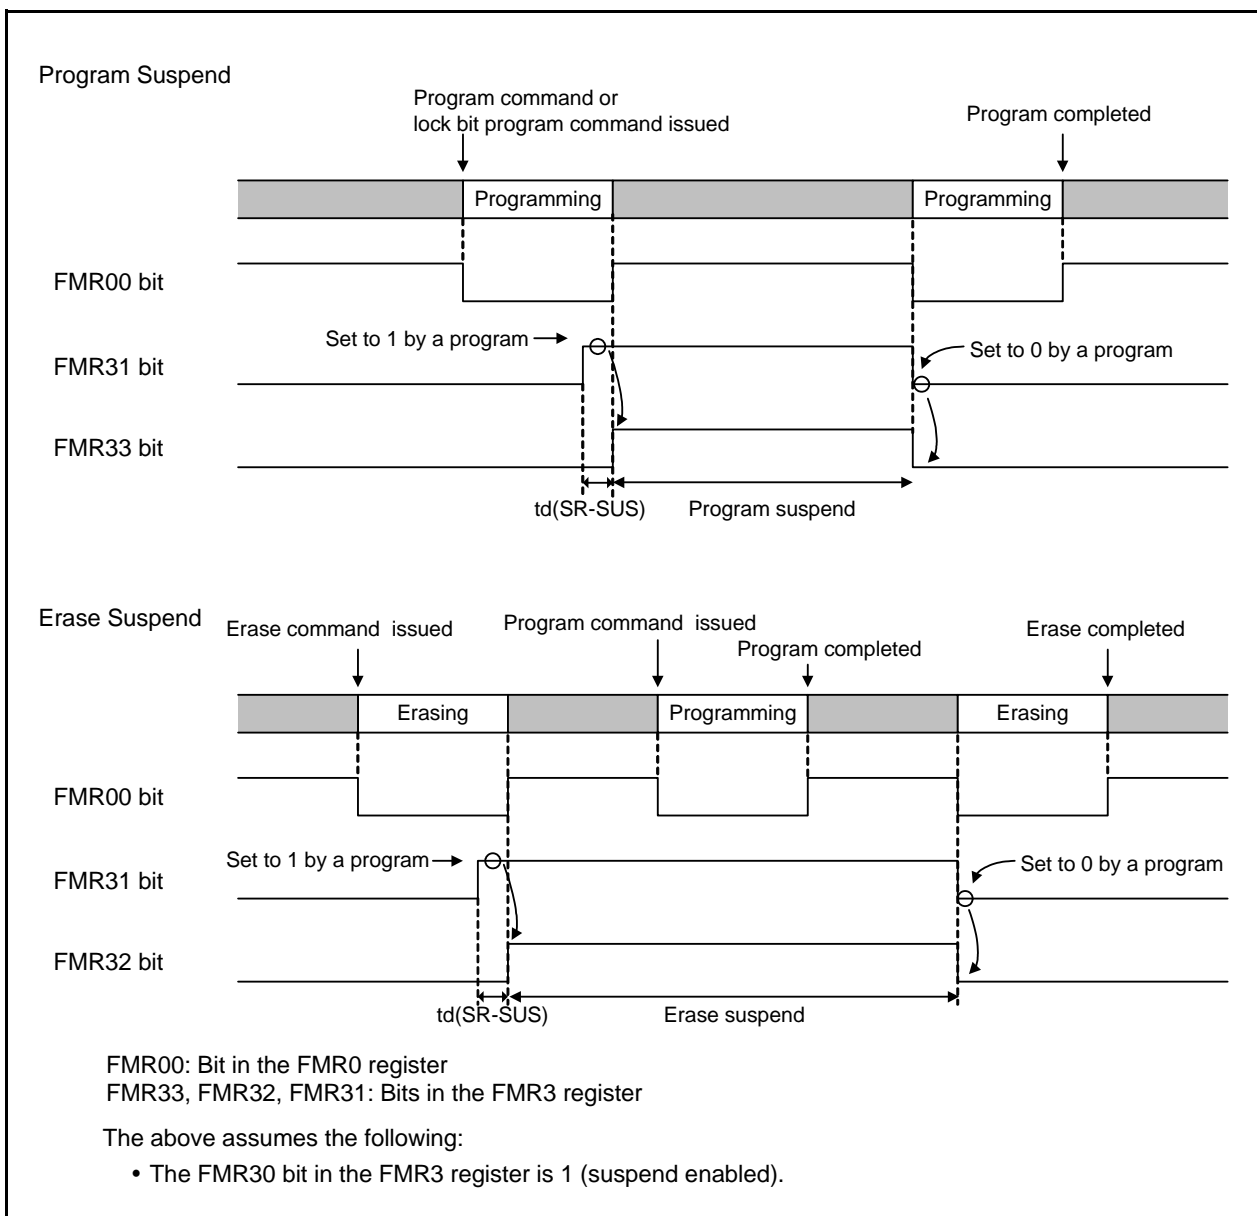 Program Suspend
Program command or
lock bit program command issued
Program completed
Programming
Programming
FMR00 bit
Set to 1 by a program
Set to 0 by a program
FMR31 bit
FMR33 bit
td(SR-SUS)
Program suspend
Erase Suspend
Erase command issued
Program command issued
Program completed
Erase completed
Erasing
Programming
Erasing
FMR00 bit
Set to 1 by a program
Set to 0 by a program
FMR31 bit
FMR32 bit
td(SR-SUS)
Erase suspend
FMR00: Bit in the FMR0 register
FMR33, FMR32, FMR31: Bits in the FMR3 register
The above assumes the following:
• The FMR30 bit in the FMR3 register is 1 (suspend enabled).